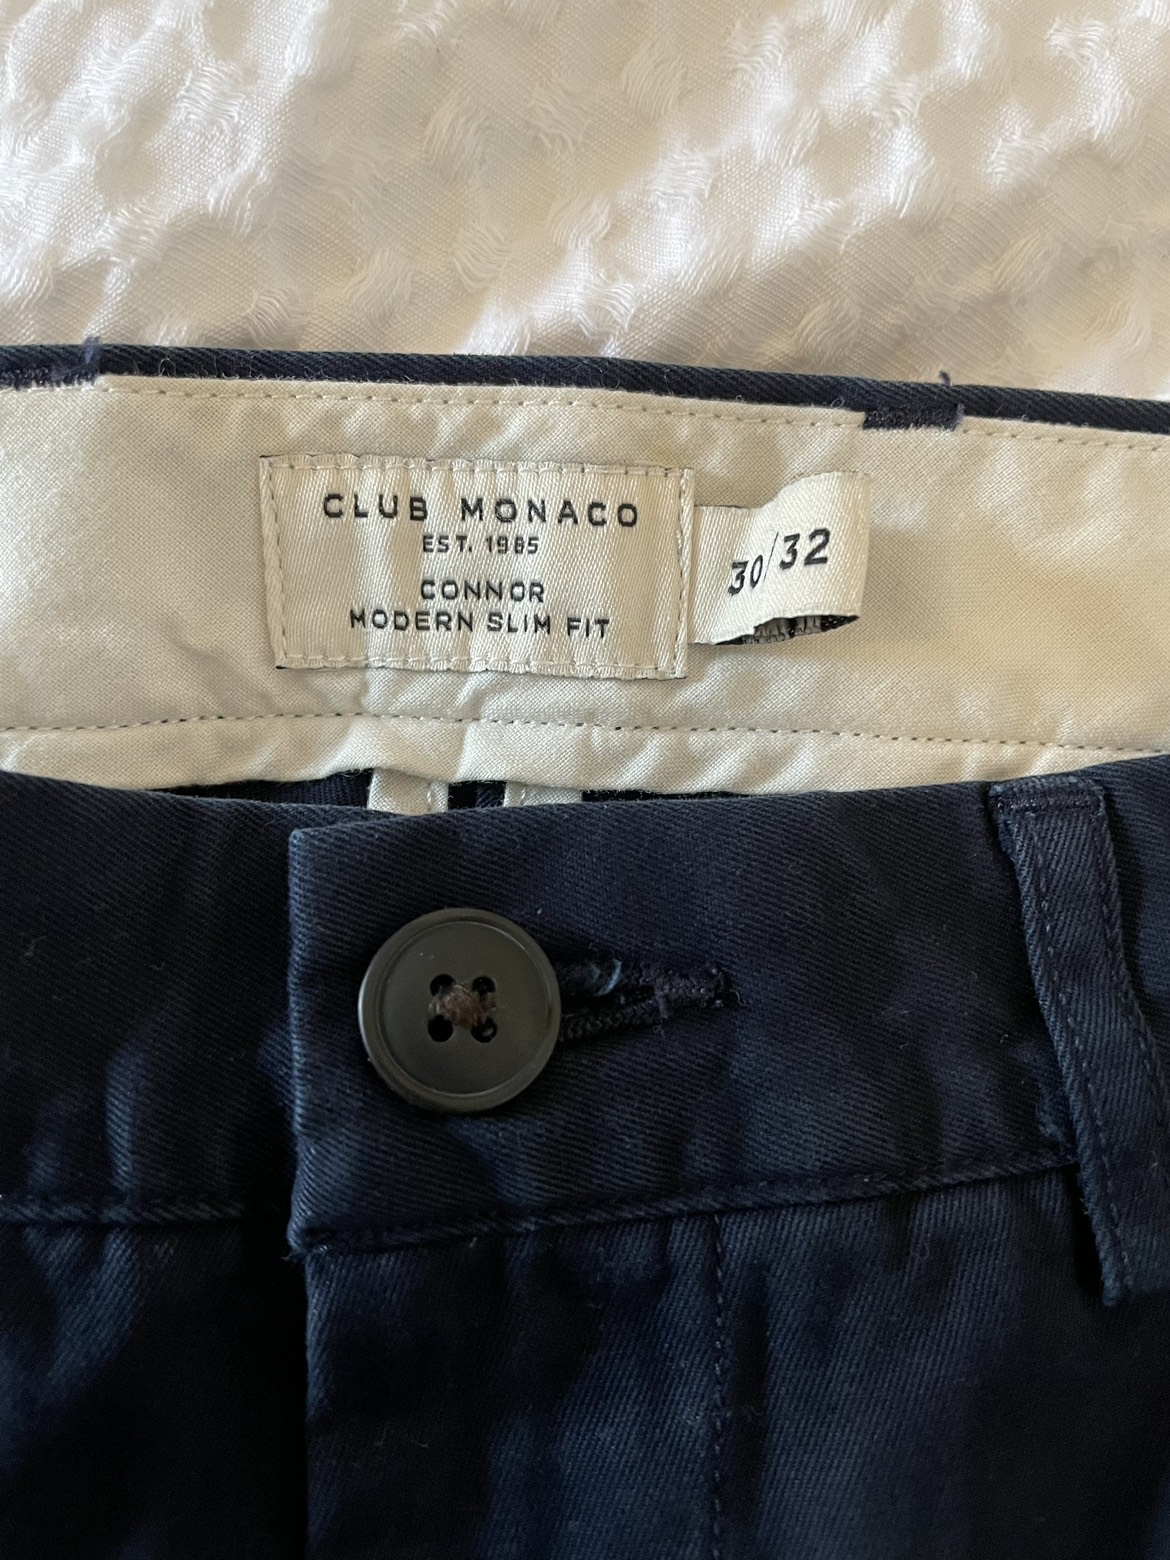 CLUB MONACO
EST. 1985
CONNOR
MODERN SLIM FIT
30/32